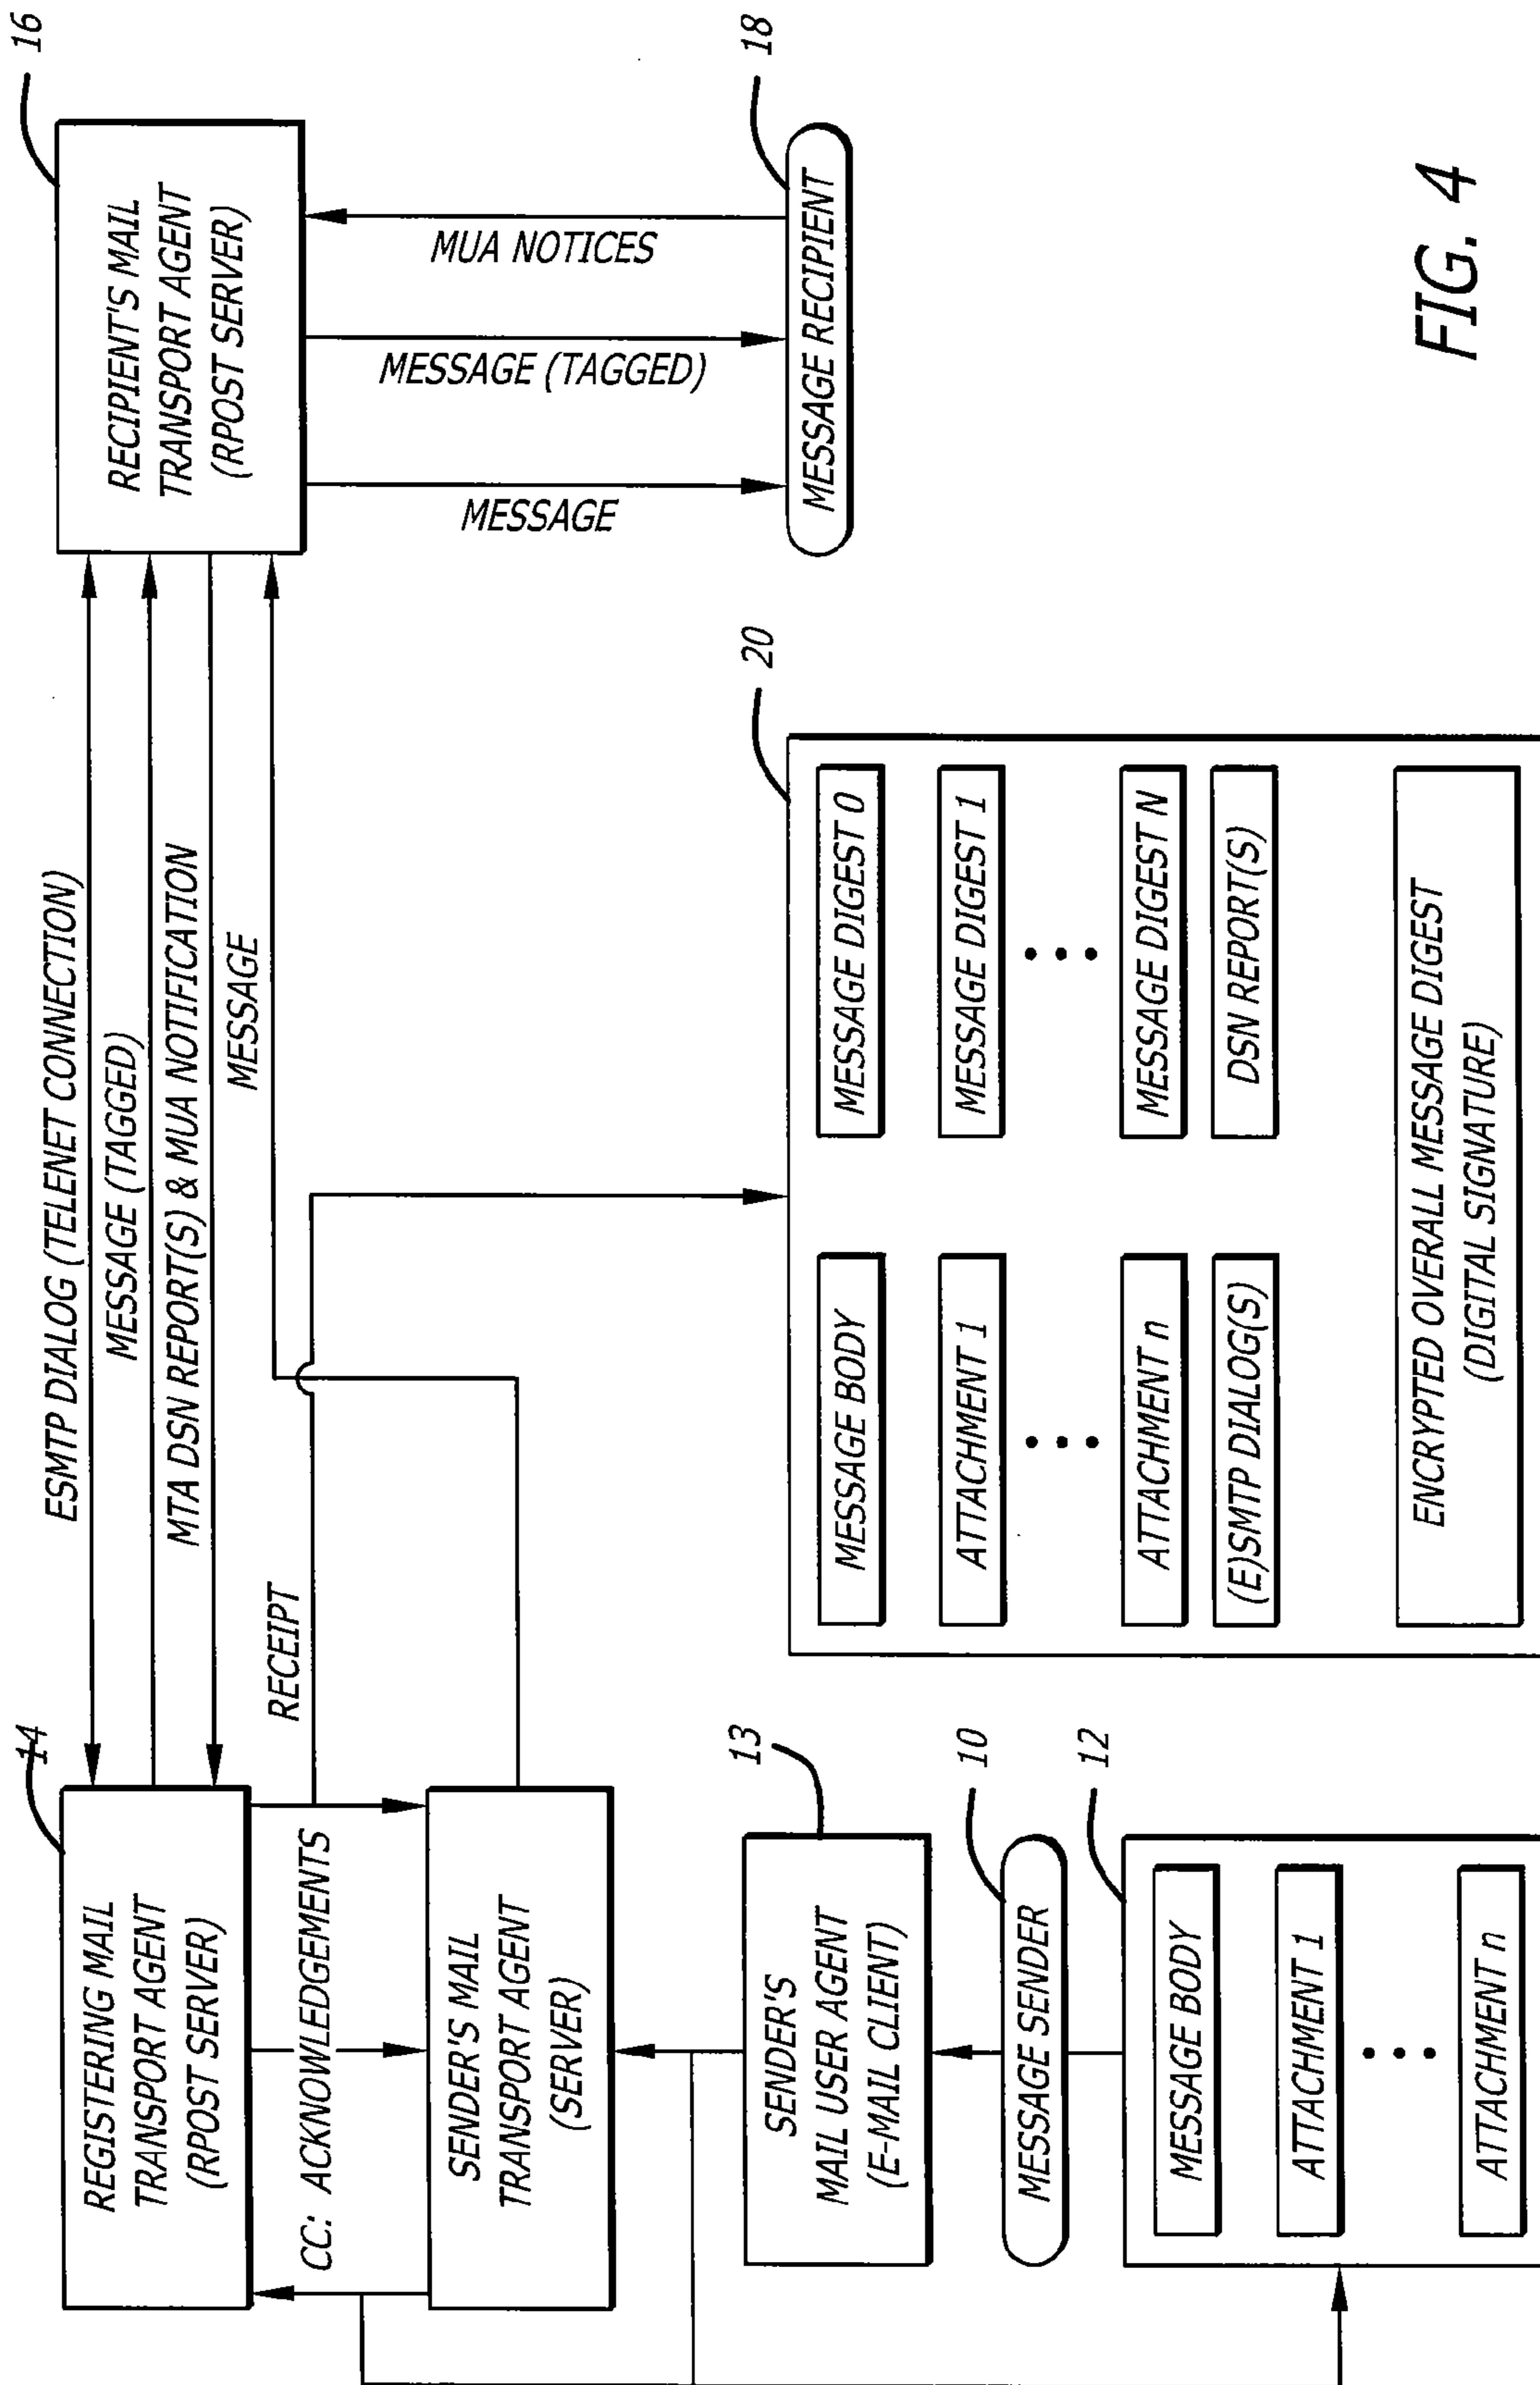 14
REGISTERING MAIL
TRANSPORT AGENT
(RPOST SERVER)
ESMTP DIALOG (TELENET CONNECTION)
MESSAGE (TAGGED)
MTA DSN REPORT(S) & MUA NOTIFICATION
MESSAGE
16
RECIPIENT'S MAIL
TRANSPORT AGENT
(RPOST SERVER)
CC: ACKNOWLEDGEMENTS
RECEIPT
SENDER'S MAIL
TRANSPORT AGENT
(SERVER)
MESSAGE
MESSAGE (TAGGED)
MUA NOTICES
18
MESSAGE RECIPIENT
13
SENDER'S
MAIL USER AGENT
(E-MAIL CLIENT)
10
MESSAGE SENDER
12
MESSAGE BODY
ATTACHMENT 1
ATTACHMENT n
20
MESSAGE BODY
MESSAGE DIGEST 0
ATTACHMENT 1
MESSAGE DIGEST 1
ATTACHMENT n
MESSAGE DIGEST N
(E)SMTP DIALOG(S)
DSN REPORT(S)
ENCRYPTED OVERALL MESSAGE DIGEST
(DIGITAL SIGNATURE)
FIG. 4